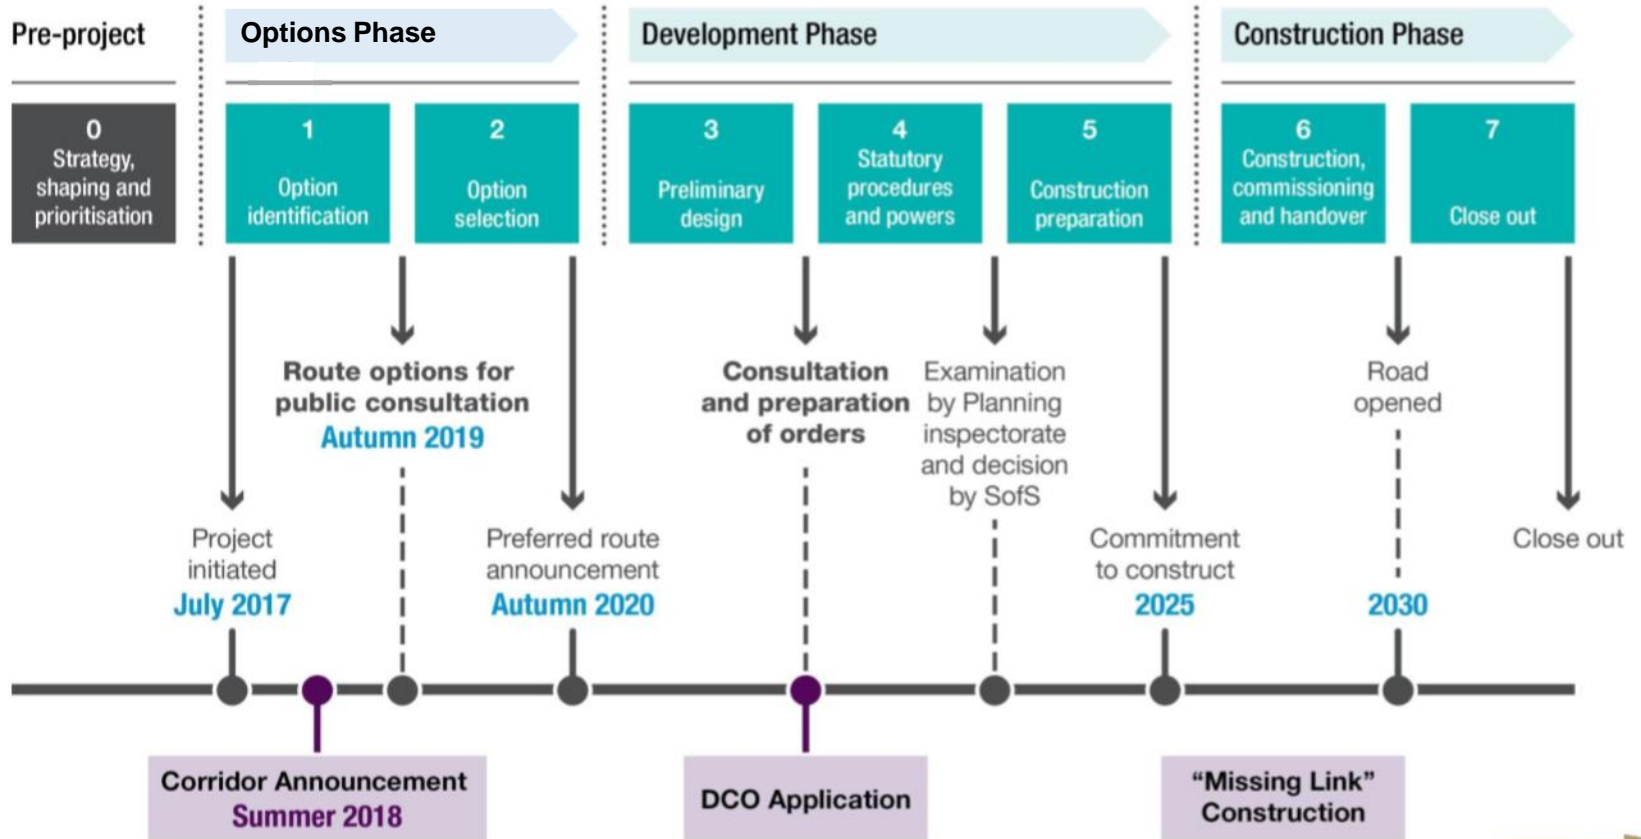 Pre-project
Options Phase
Development Phase
Construction Phase
0
Strategy,
shaping and
prioritisation
1
Option
identification
2
Option
selection
3
Preliminary
design
4
Statutory
procedures
and powers
5
Construction
preparation
6
Construction,
commissioning
and handover
7
Close out
Route options for
public consultation
Autumn 2019
Consultation
and preparation
of orders
Examination
by Planning
inspectorate
and decision
by SofS
Road
opened
Project
initiated
July 2017
Preferred route
announcement
Autumn 2020
Commitment
to construct
2025
2030
Close out
Corridor Announcement
Summer 2018
DCO Application
“Missing Link”
Construction